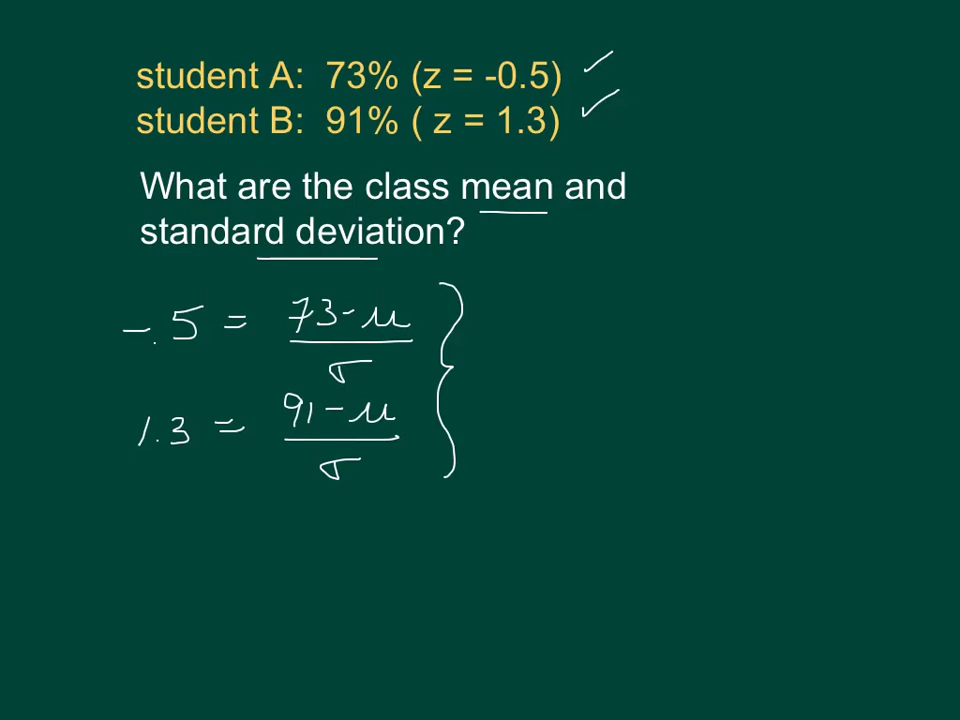 student A:  73% (z = -0.5)
student B:  91% ( z = 1.3)
What are the class mean and
standard deviation?
-.5 = 73-μ
σ
1.3 = 91-μ
σ